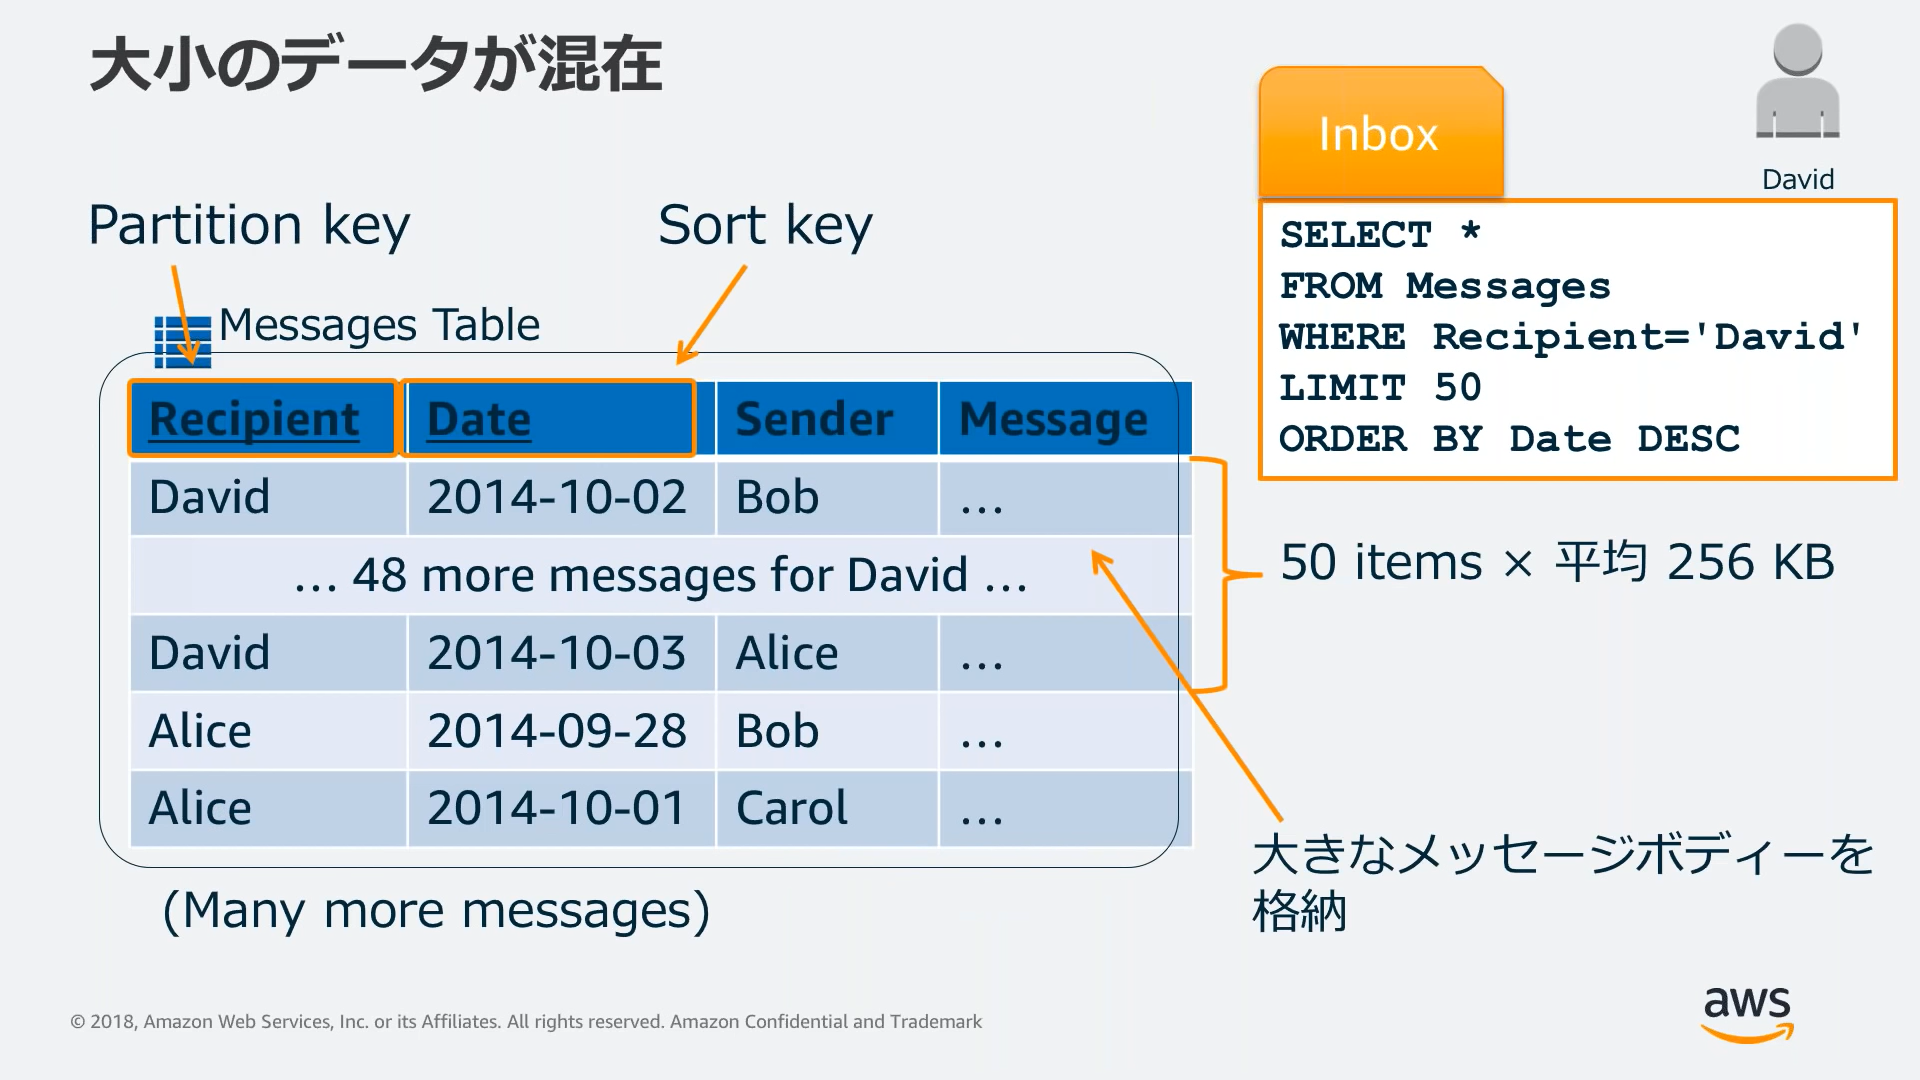 大小のデータが混在
Inbox
David
Partition key
Sort key
SELECT *
FROM Messages
WHERE Recipient='David'
LIMIT 50
ORDER BY Date DESC
Messages Table
Recipient Date Sender Message
David 2014-10-02 Bob ...
... 48 more messages for David ...
David 2014-10-03 Alice ...
Alice 2014-09-28 Bob ...
Alice 2014-10-01 Carol ...
50 items × 平均 256 KB
大きなメッセージボディーを
格納
(Many more messages)
© 2018, Amazon Web Services, Inc. or its Affiliates. All rights reserved. Amazon Confidential and Trademark
aws